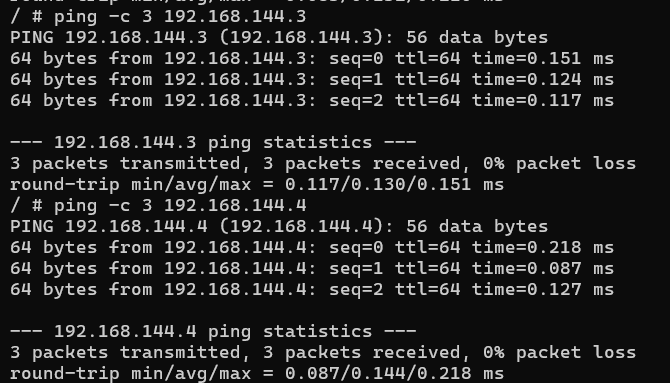 / # ping -c 3 192.168.144.3
PING 192.168.144.3 (192.168.144.3): 56 data bytes
64 bytes from 192.168.144.3: seq=0 ttl=64 time=0.151 ms
64 bytes from 192.168.144.3: seq=1 ttl=64 time=0.124 ms
64 bytes from 192.168.144.3: seq=2 ttl=64 time=0.117 ms

--- 192.168.144.3 ping statistics ---
3 packets transmitted, 3 packets received, 0% packet loss
round-trip min/avg/max = 0.117/0.130/0.151 ms
/ # ping -c 3 192.168.144.4
PING 192.168.144.4 (192.168.144.4): 56 data bytes
64 bytes from 192.168.144.4: seq=0 ttl=64 time=0.218 ms
64 bytes from 192.168.144.4: seq=1 ttl=64 time=0.087 ms
64 bytes from 192.168.144.4: seq=2 ttl=64 time=0.127 ms

--- 192.168.144.4 ping statistics ---
3 packets transmitted, 3 packets received, 0% packet loss
round-trip min/avg/max = 0.087/0.144/0.218 ms